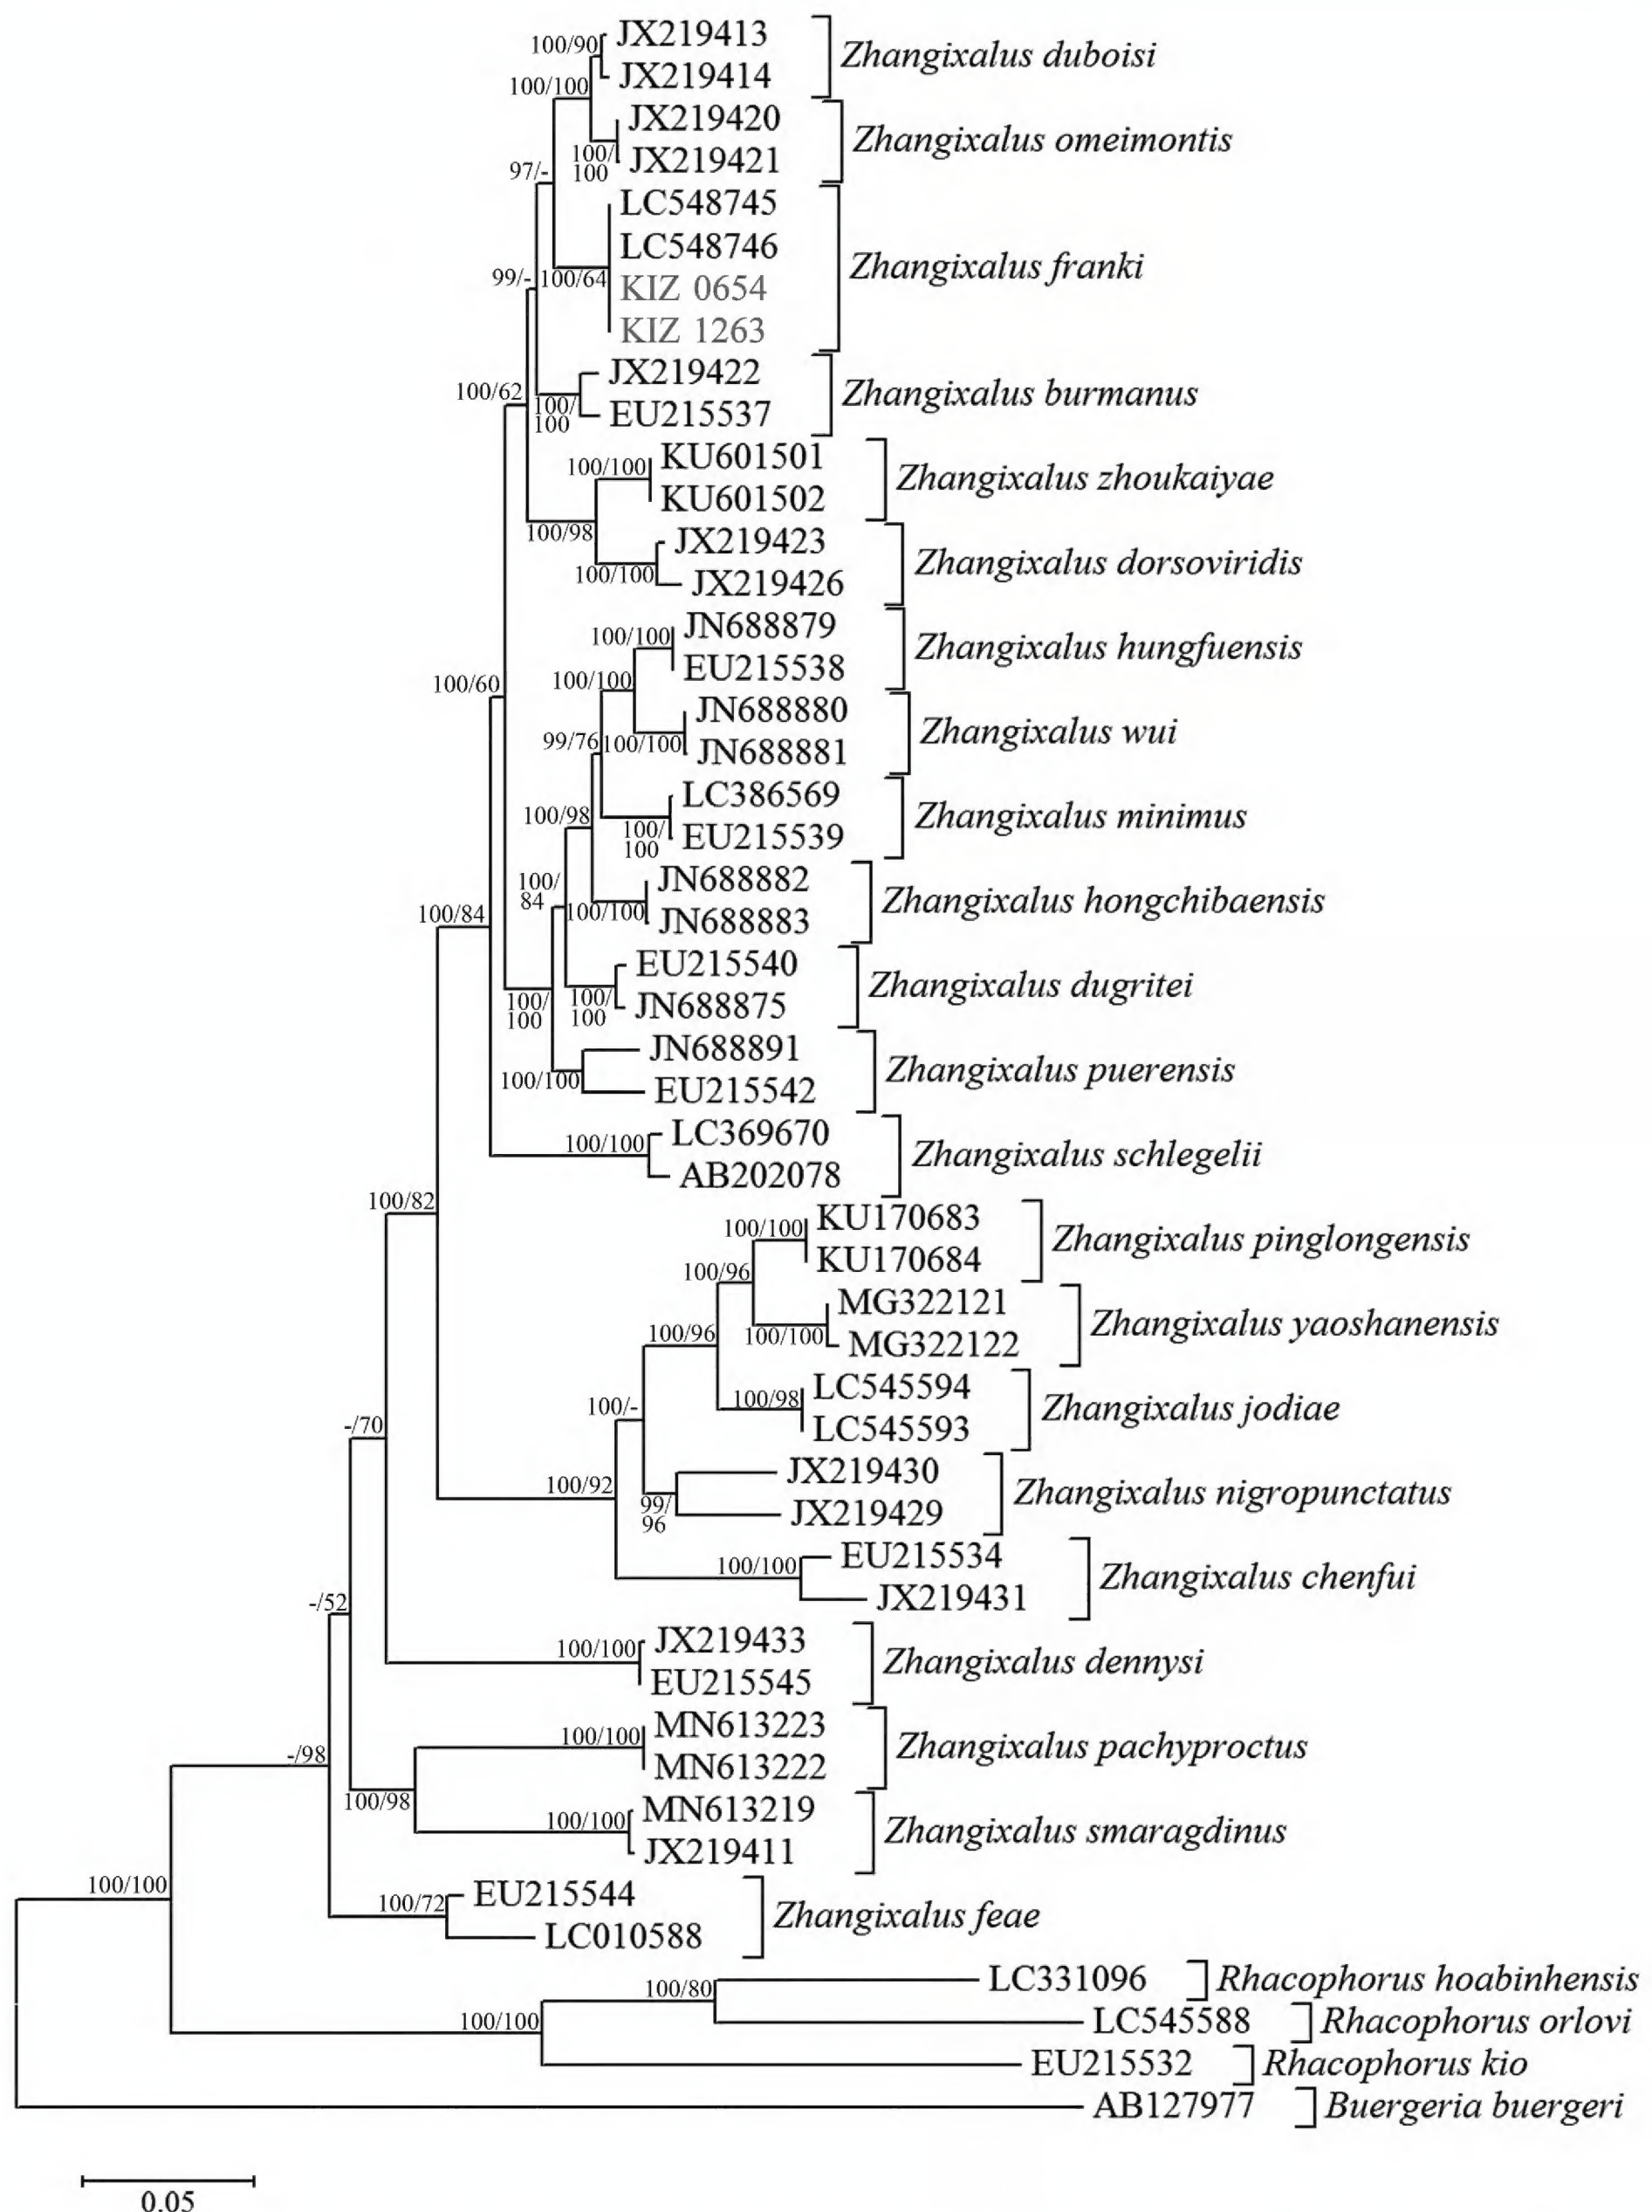 100/90
JX219413
JX219414
Zhangixalus duboisi
100/100
JX219420
JX219421
100/
100
Zhangixalus omeimontis
97/-
LC548745
LC548746
KIZ 0654
KIZ 1263
100/64
Zhangixalus franki
99/-
JX219422
EU215537
100/
100
Zhangixalus burmanus
100/62
KU601501
KU601502
100/100
Zhangixalus zhoukaiyae
100/98
JX219423
JX219426
100/100
Zhangixalus dorsoviridis
100/60
JN688879
EU215538
100/100
Zhangixalus hungfuensis
100/100
JN688880
JN688881
100/100
Zhangixalus wui
99/76
LC386569
EU215539
100/
100
Zhangixalus minimus
100/98
JN688882
JN688883
100/100
Zhangixalus hongchibaensis
100/
84
EU215540
JN688875
100/
100
Zhangixalus dugritei
100/
100
JN688891
EU215542
100/100
Zhangixalus puerensis
100/84
LC369670
AB202078
100/100
Zhangixalus schlegelii
100/82
KU170683
KU170684
100/100
Zhangixalus pinglongensis
100/96
MG322121
MG322122
100/100
Zhangixalus yaoshanensis
100/96
LC545594
LC545593
100/98
Zhangixalus jodiae
100/-
JX219430
JX219429
99/
96
Zhangixalus nigropunctatus
100/92
EU215534
JX219431
100/100
Zhangixalus chenfui
-/70
JX219433
EU215545
100/100
Zhangixalus dennysi
-/52
MN613223
MN613222
100/100
Zhangixalus pachyproctus
100/98
MN613219
JX219411
100/100
Zhangixalus smaragdinus
-/98
EU215544
LC010588
100/72
Zhangixalus feae
100/100
LC331096
Rhacophorus hoabinhensis
100/80
LC545588
Rhacophorus orlovi
100/100
EU215532
Rhacophorus kio
AB127977
Buergeria buergeri
0.05